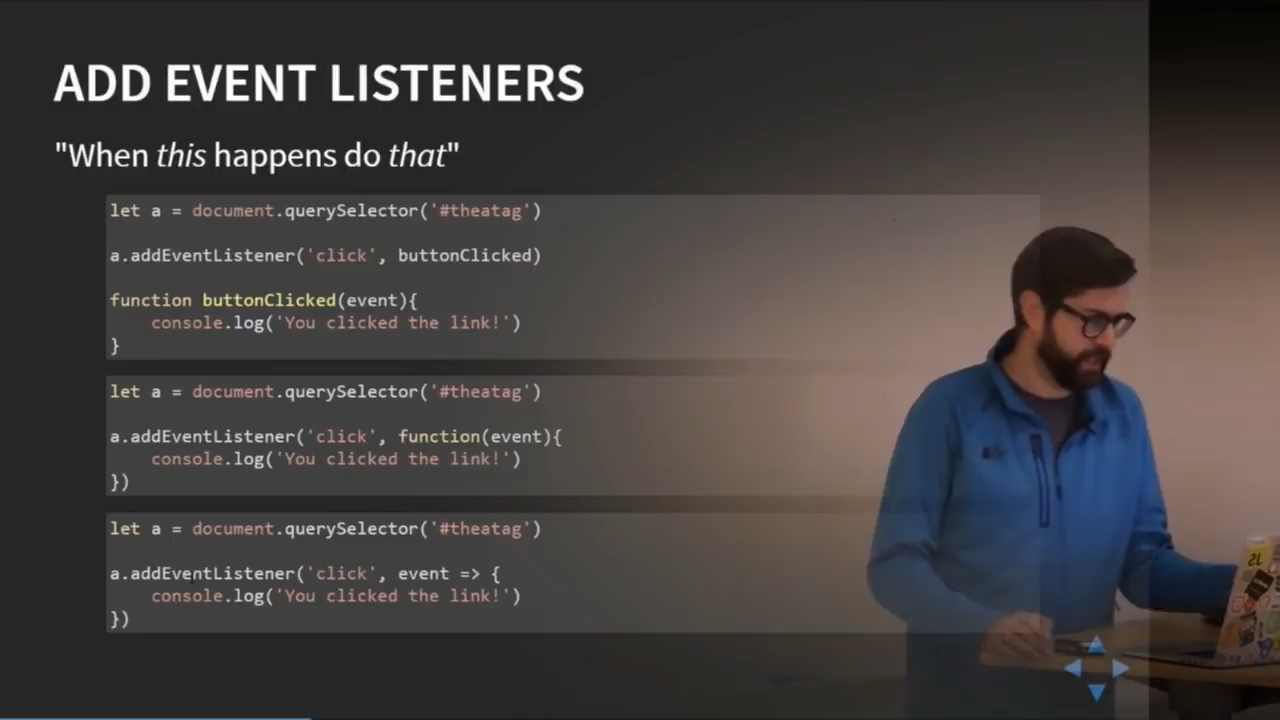 ADD EVENT LISTENERS
"When this happens do that"
let a = document.querySelector('#theatag')
a.addEventListener('click', buttonClicked)
function buttonClicked(event){
    console.log('You clicked the link!')
}
let a = document.querySelector('#theatag')
a.addEventListener('click', function(event){
    console.log('You clicked the link!')
})
let a = document.querySelector('#theatag')
a.addEventListener('click', event => {
    console.log('You clicked the link!')
})